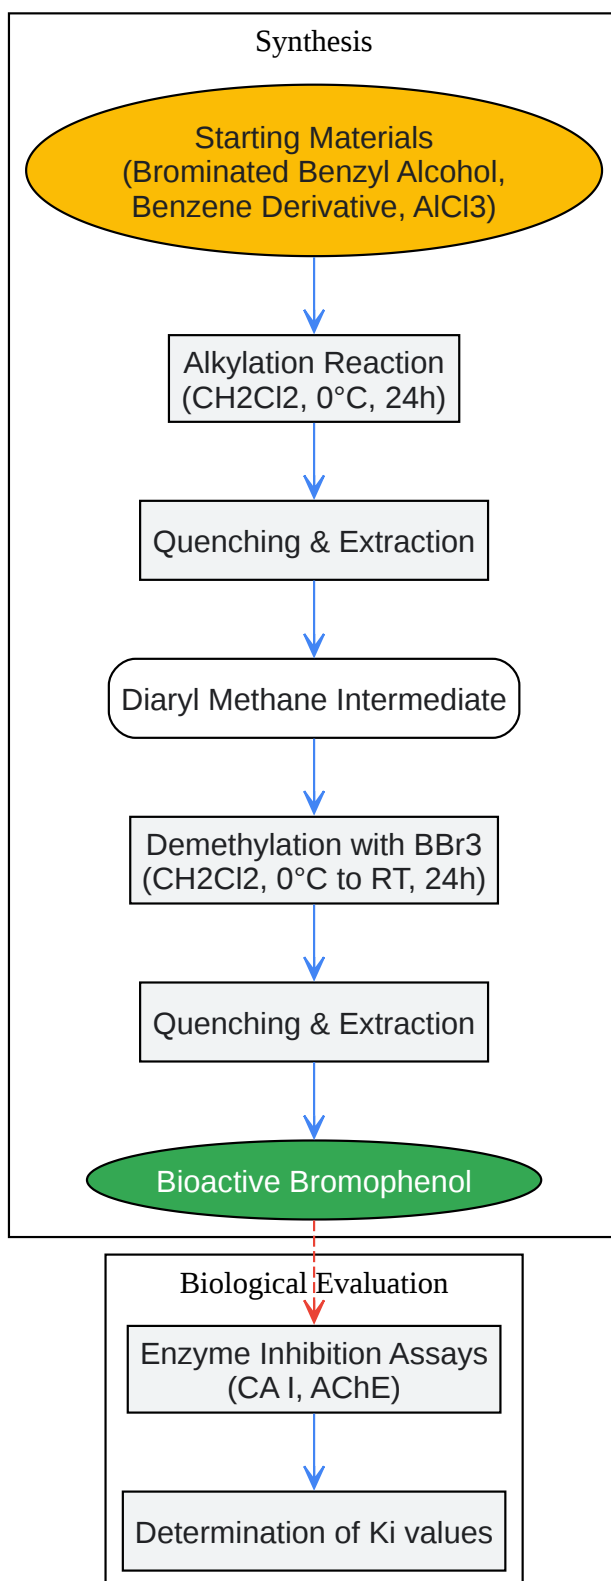 Synthesis
Starting Materials
(Brominated Benzyl Alcohol,
Benzene Derivative, AlCl3)
Alkylation Reaction
(CH2Cl2, 0°C, 24h)
Quenching & Extraction
Diaryl Methane Intermediate
Demethylation with BBr3
(CH2Cl2, 0°C to RT, 24h)
Quenching & Extraction
Bioactive Bromophenol
Biological Evaluation
Enzyme Inhibition Assays
(CA I, AChE)
Determination of Ki values